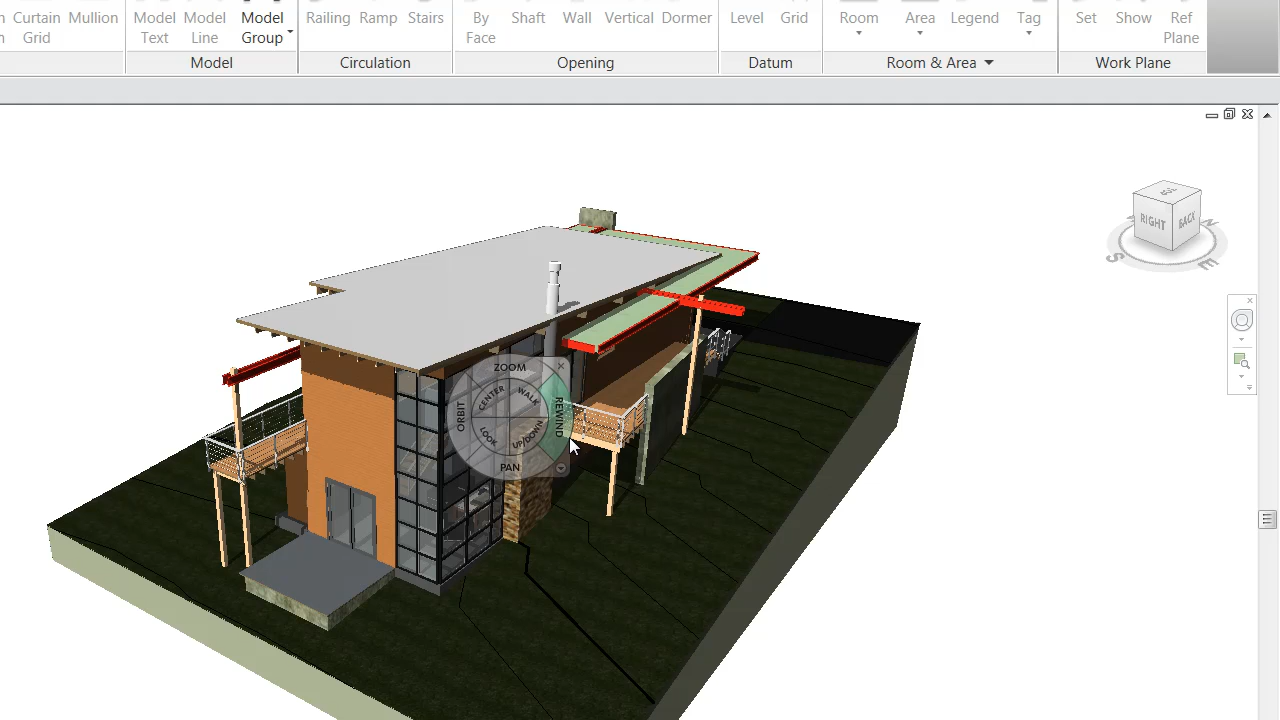 Curtain Model Model Model Railing Ramp Stairs By Shaft Wall Vertical Dormer Level Grid Room Area Legend Tag Set Show Ref
Grid Mullion Text Line Group Face Plane
Model Circulation Opening Datum Room & Area Work Plane
TOP
RIGHT BACK
S E N
ZOOM
CENTER WALK
ORBIT REWIND
LOOK UP/DOWN
PAN